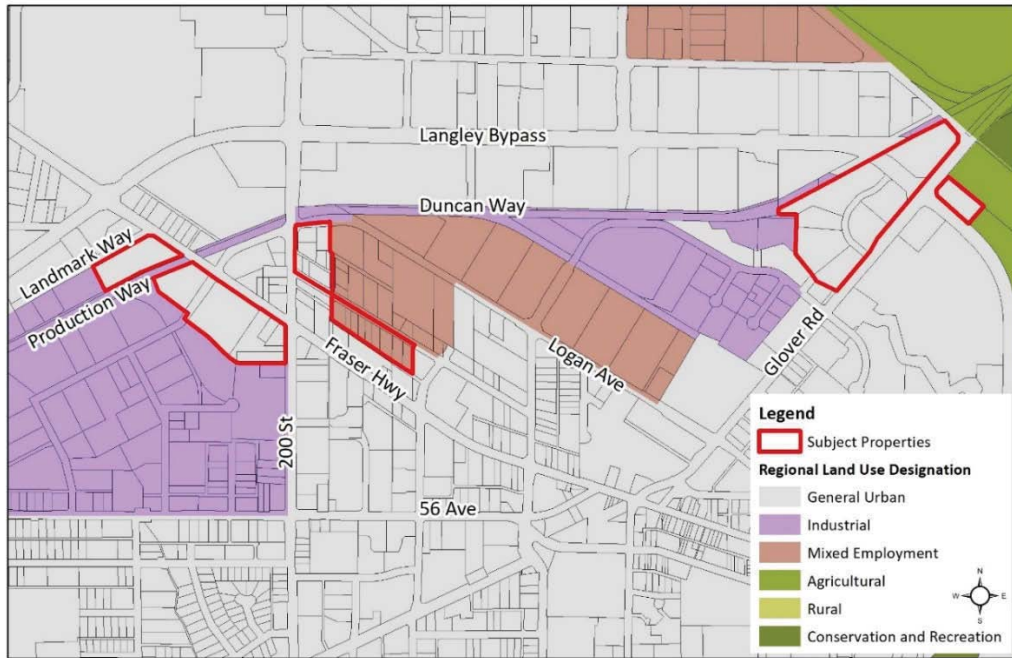 Langley Bypass
Duncan Way
Landmark Way
Production Way
Fraser Hwy
Logan Ave
Glover Rd
200 St
56 Ave
Legend
Subject Properties
Regional Land Use Designation
General Urban
Industrial
Mixed Employment
Agricultural
Rural
Conservation and Recreation
N
W E
S